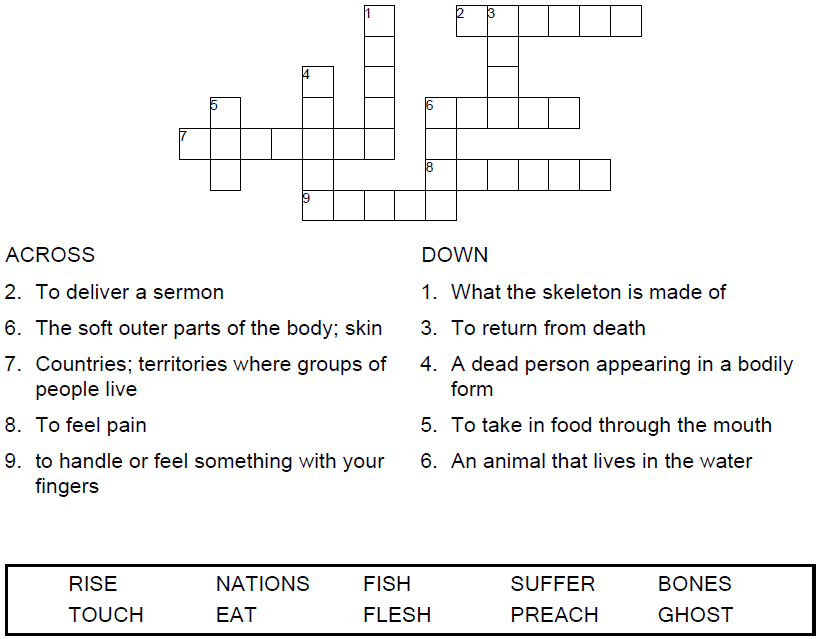 1
2 3
4
5
6
7
8
9
ACROSS
2. To deliver a sermon
6. The soft outer parts of the body; skin
7. Countries; territories where groups of
people live
8. To feel pain
9. to handle or feel something with your
fingers
DOWN
1. What the skeleton is made of
3. To return from death
4. A dead person appearing in a bodily
form
5. To take in food through the mouth
6. An animal that lives in the water
RISE NATIONS FISH SUFFER BONES
TOUCH EAT FLESH PREACH GHOST